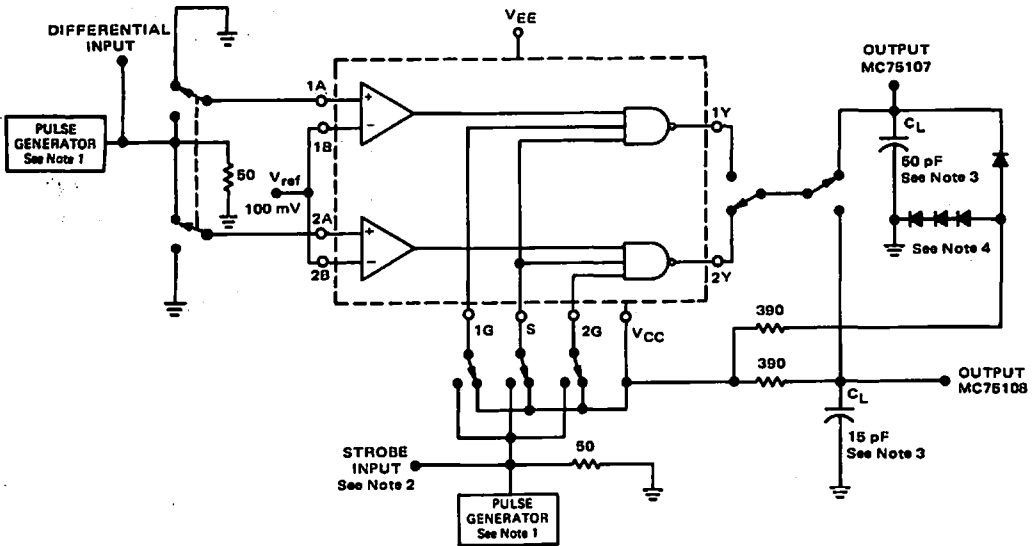 VEE
DIFFERENTIAL
INPUT
OUTPUT
MC75107
1A
+
-
1B
1Y
CL
50 pF
See Note 3
PULSE
GENERATOR
See Note 1
50
Vref
100 mV
2A
+
-
2B
2Y
See Note 4
1G
S
2G
VCC
390
390
OUTPUT
MC75108
CL
15 pF
See Note 3
STROBE
INPUT
See Note 2
50
PULSE
GENERATOR
See Note 1